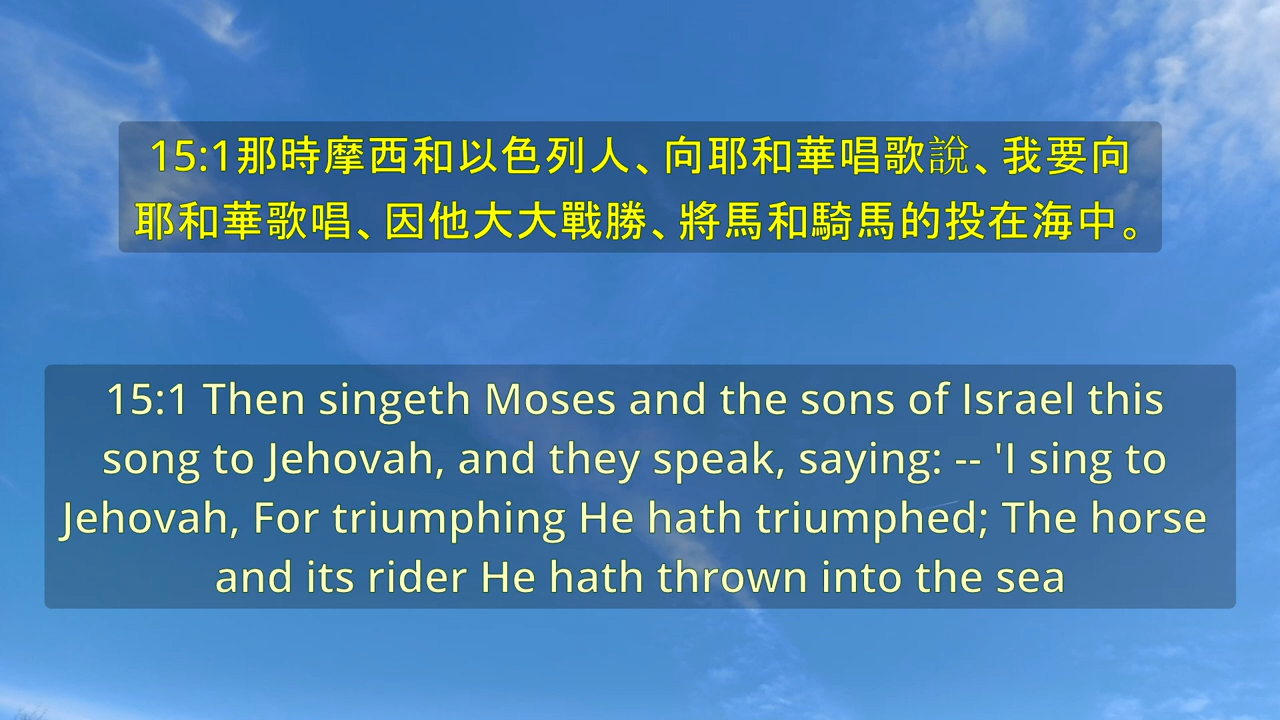 15:1那時摩西和以色列人、向耶和華唱歌說、我要向
耶和華歌唱、因他大大戰勝、將馬和騎馬的投在海中。
15:1 Then singeth Moses and the sons of Israel this
song to Jehovah, and they speak, saying: -- 'I sing to
Jehovah, For triumphing He hath triumphed; The horse
and its rider He hath thrown into the sea